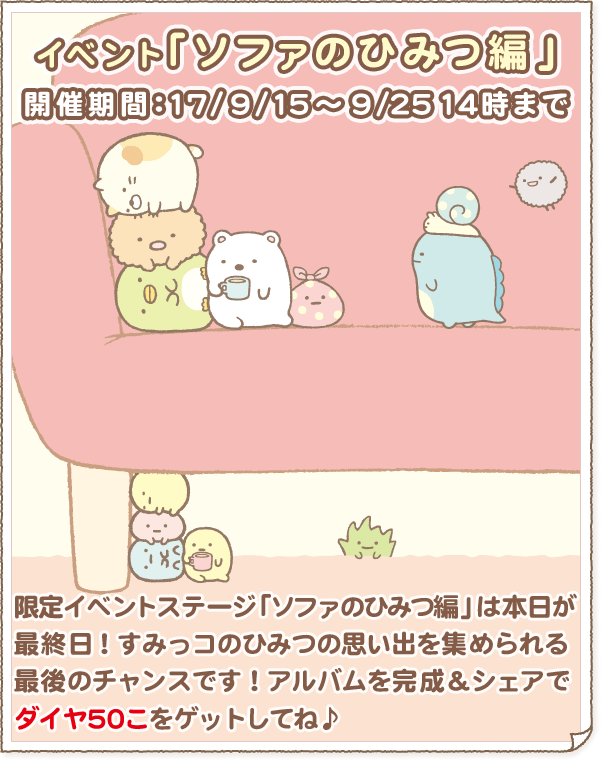 イベント「ソファのひみつ編」
開催期間：17/9/15～9/25 14時まで
限定イベントステージ「ソファのひみつ編」は本日が
最終日！すみっコのひみつの思い出を集められる
最後のチャンスです！アルバムを完成＆シェアで
ダイヤ50こをゲットしてね♪